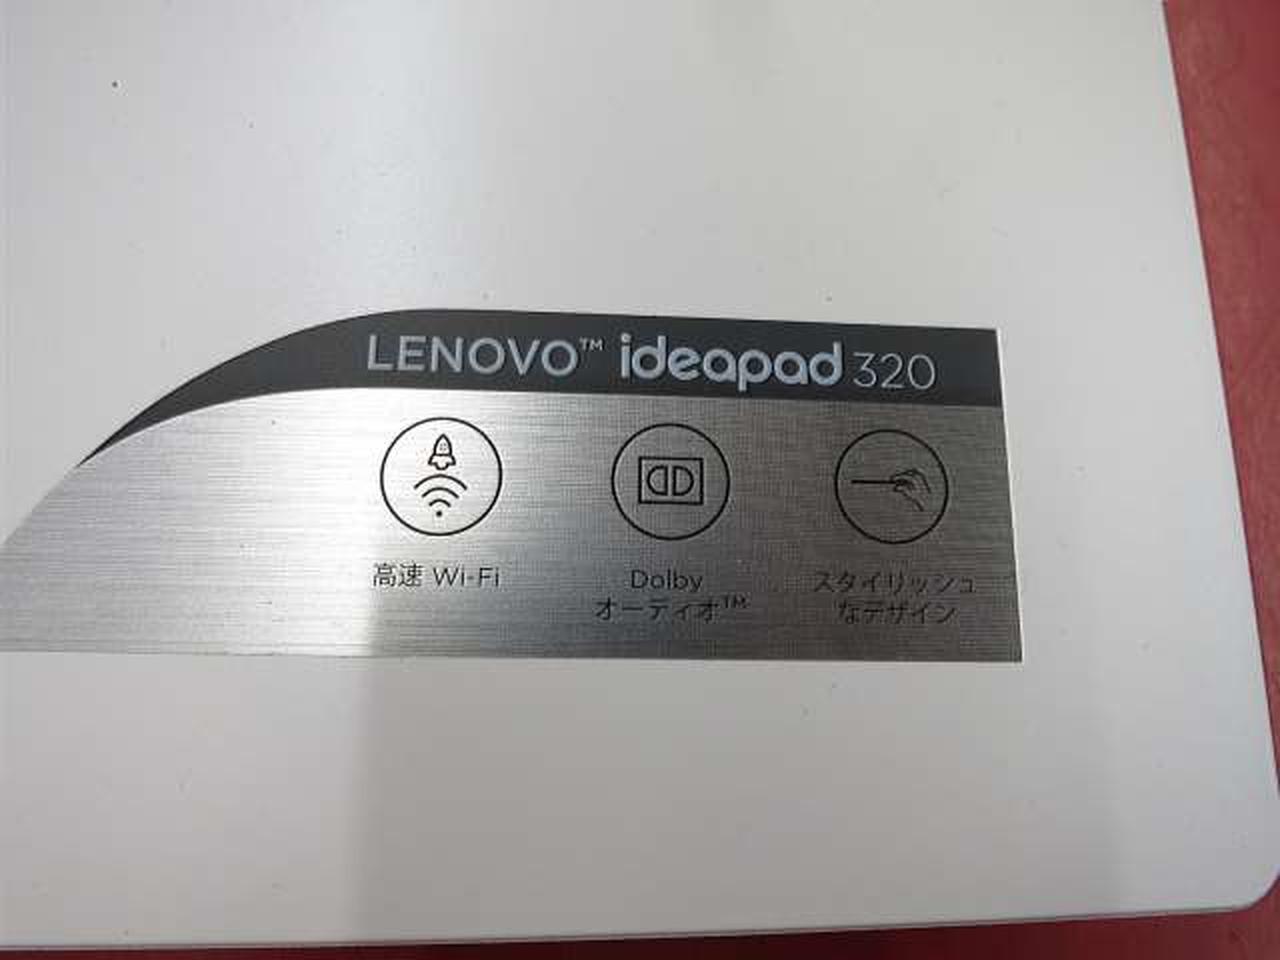 LENOVO™ ideapad 320
高速 Wi-Fi
Dolby
オーディオ™
スタイリッシュ
なデザイン